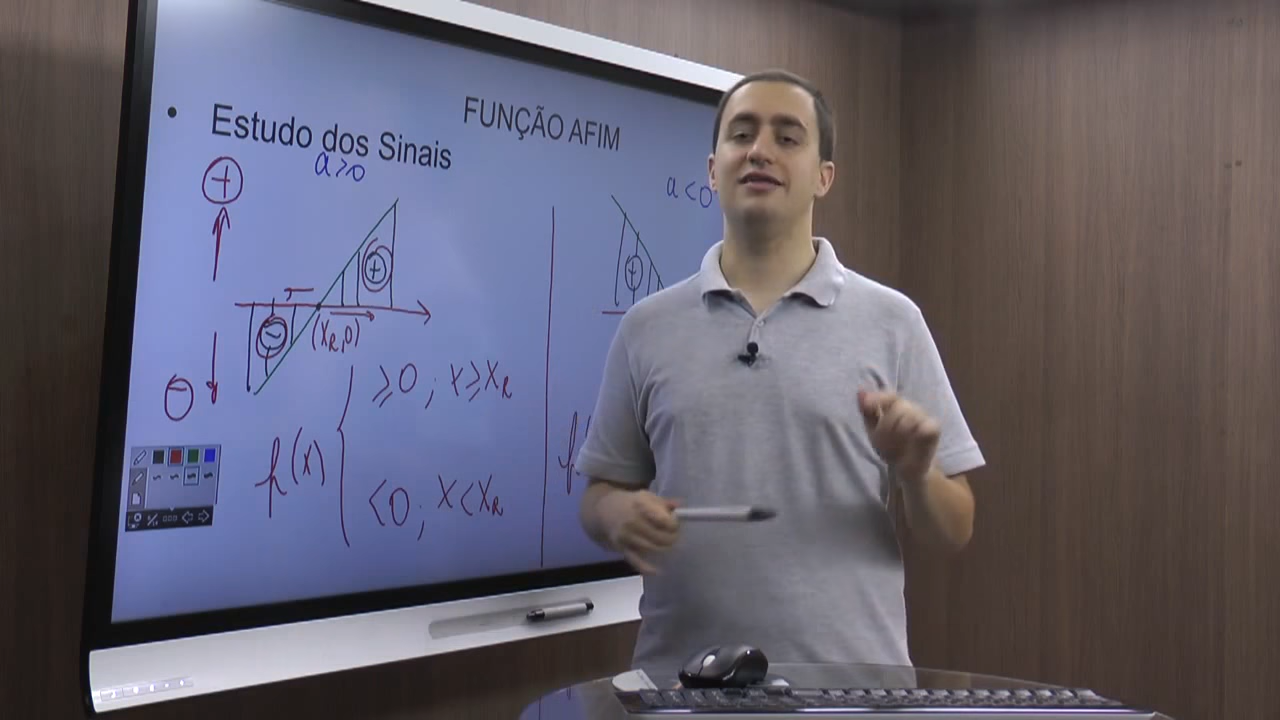 FUNÇÃO AFIM
• Estudo dos Sinais
a>0
a<0
+
+
+
(x_R,0)
-
-
f(x) { ≥0; x≥x_R
<0; x<x_R